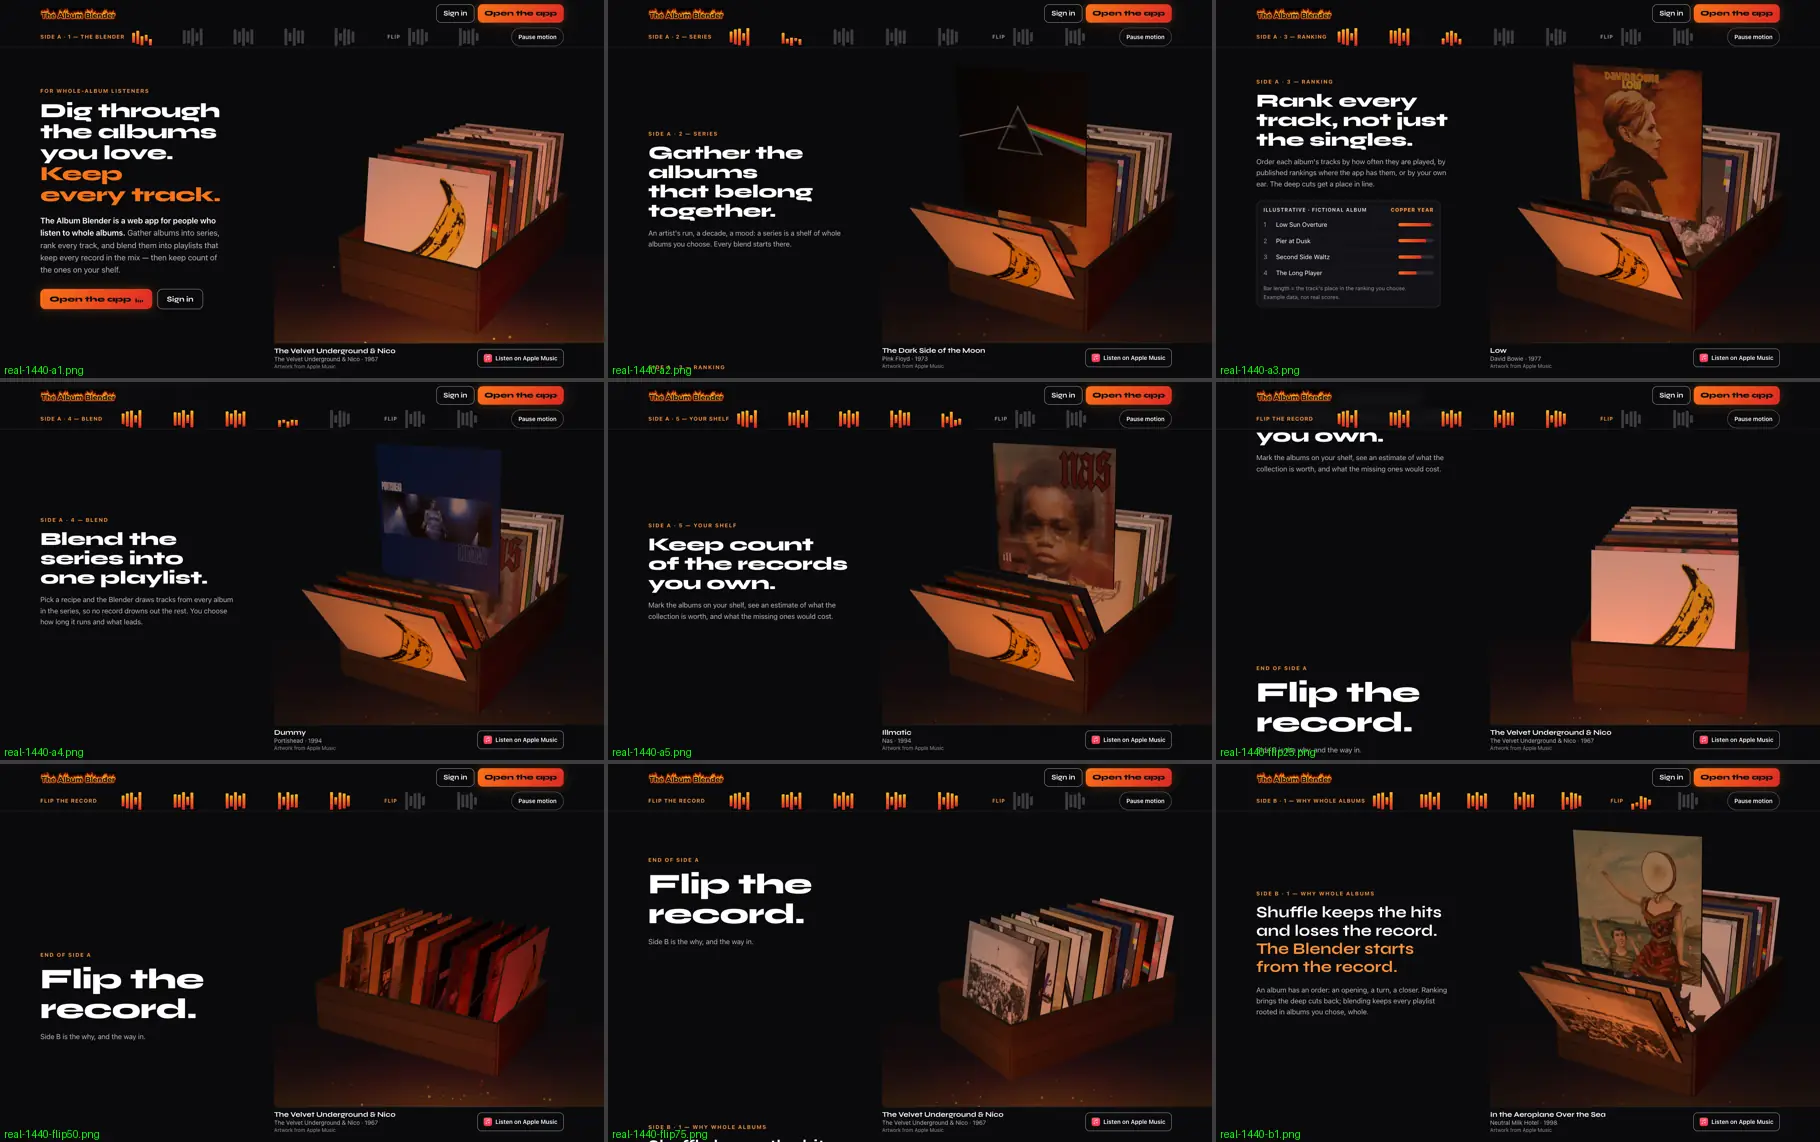 The Album Blender
Sign in
Open the app
SIDE A · 1 — THE BLENDER
FLIP
Pause motion
FOR WHOLE-ALBUM LISTENERS
Dig through
the albums
you love.
Keep
every track.
The Album Blender is a web app for people who
listen to whole albums. Gather albums into series,
rank every track, and blend them into playlists that
keep every record in the mix — then keep count of
the ones on your shelf.
Open the app
Sign in
The Velvet Underground & Nico
The Velvet Underground & Nico · 1967
Artwork from Apple Music
Listen on Apple Music
real-1440-a1.png
The Album Blender
Sign in
Open the app
SIDE A · 2 — SERIES
FLIP
Pause motion
SIDE A · 2 — SERIES
Gather the
albums
that belong
together.
An artist's run, a decade, a mood: a series is a shelf of whole
albums you choose. Every blend starts there.
The Dark Side of the Moon
Pink Floyd · 1973
Artwork from Apple Music
Listen on Apple Music
RANKING
real-1440-a2.png
The Album Blender
Sign in
Open the app
SIDE A · 3 — RANKING
FLIP
Pause motion
SIDE A · 3 — RANKING
Rank every
track, not just
the singles.
Order each album's tracks by how often they are played, by
published rankings where the app has them, or by your own
ear. The deep cuts get a place in line.
ILLUSTRATIVE · FICTIONAL ALBUM
COPPER YEAR
1 Low Sun Overture
2 Pier at Dusk
3 Second Side Waltz
4 The Long Player
Bar length = the track's place in the ranking you choose.
Example data, not real scores.
DAVID BOWIE
LOW
Low
David Bowie · 1977
Artwork from Apple Music
Listen on Apple Music
real-1440-a3.png
The Album Blender
Sign in
Open the app
SIDE A · 4 — BLEND
FLIP
Pause motion
SIDE A · 4 — BLEND
Blend the
series into
one playlist.
Pick a recipe and the Blender draws tracks from every album
in the series, so no record drowns out the rest. You choose
how long it runs and what leads.
Dummy
Portishead · 1994
Artwork from Apple Music
Listen on Apple Music
real-1440-a4.png
The Album Blender
Sign in
Open the app
SIDE A · 5 — YOUR SHELF
FLIP
Pause motion
SIDE A · 5 — YOUR SHELF
Keep count
of the records
you own.
Mark the albums on your shelf, see an estimate of what the
collection is worth, and what the missing ones would cost.
nas
Illmatic
Nas · 1994
Artwork from Apple Music
Listen on Apple Music
real-1440-a5.png
The Album Blender
Sign in
Open the app
FLIP THE RECORD
FLIP
Pause motion
you own.
Mark the albums on your shelf, see an estimate of what the
collection is worth, and what the missing ones would cost.
END OF SIDE A
Flip the
record.
and the way in.
The Velvet Underground & Nico
The Velvet Underground & Nico · 1967
Artwork from Apple Music
Listen on Apple Music
real-1440-flip25.png
The Album Blender
Sign in
Open the app
FLIP THE RECORD
FLIP
Pause motion
END OF SIDE A
Flip the
record.
Side B is the why, and the way in.
The Velvet Underground & Nico
The Velvet Underground & Nico · 1967
Artwork from Apple Music
Listen on Apple Music
real-1440-flip50.png
The Album Blender
Sign in
Open the app
FLIP THE RECORD
FLIP
Pause motion
END OF SIDE A
Flip the
record.
Side B is the why, and the way in.
The Velvet Underground & Nico
The Velvet Underground & Nico · 1967
Artwork from Apple Music
Listen on Apple Music
SIDE B · 1 — WHY WHOLE ALBUMS
real-1440-flip75.png
The Album Blender
Sign in
Open the app
SIDE B · 1 — WHY WHOLE ALBUMS
FLIP
Pause motion
SIDE B · 1 — WHY WHOLE ALBUMS
Shuffle keeps the hits
and loses the record.
The Blender starts
from the record.
An album has an order: an opening, a turn, a closer. Ranking
brings the deep cuts back; blending keeps every playlist
rooted in albums you chose, whole.
In the Aeroplane Over the Sea
Neutral Milk Hotel · 1998
Artwork from Apple Music
Listen on Apple Music
real-1440-b1.png